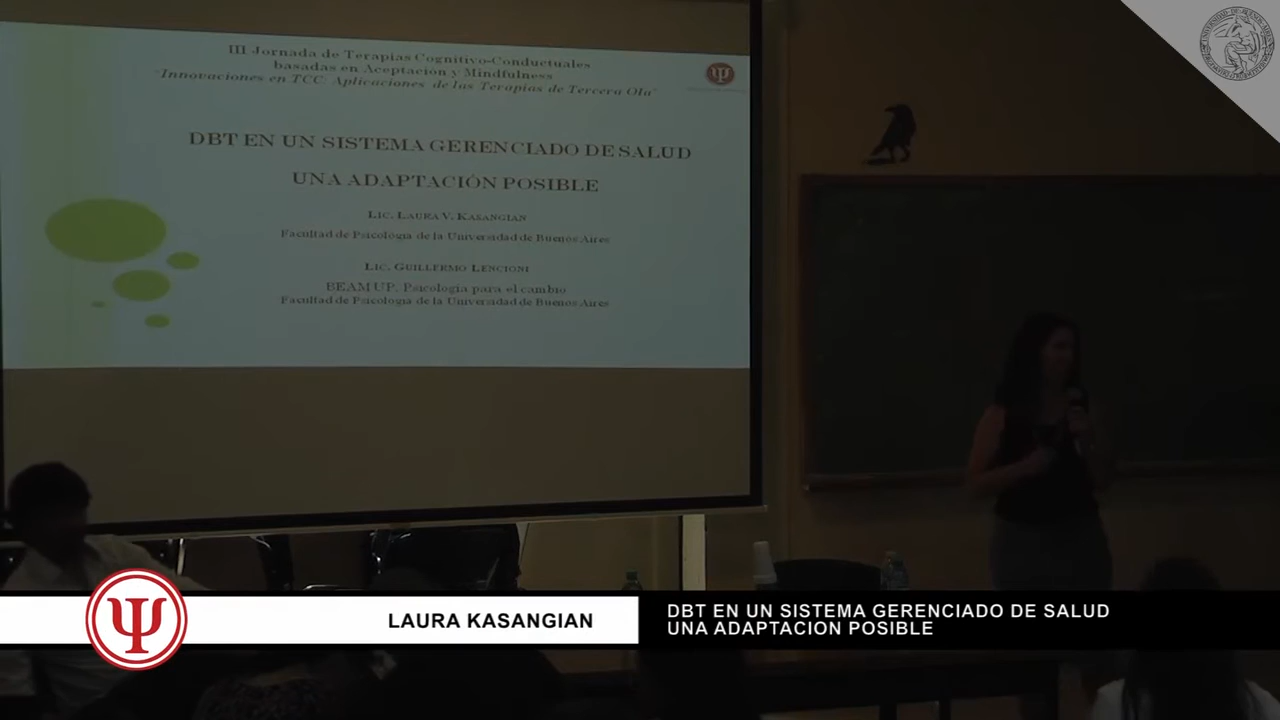 III Jornada de Terapias Cognitivo-Conductuales
basadas en Aceptación y Mindfulness
"Innovaciones en TCC: Aplicaciones de las Terapias de Tercera Ola"
DBT EN UN SISTEMA GERENCIADO DE SALUD
UNA ADAPTACIÓN POSIBLE
LIC. LAURA V. KASANGIAN
Facultad de Psicología de la Universidad de Buenos Aires
LIC. GUILLERMO LENCIONI
BEAM UP. Psicología para el cambio
Facultad de Psicología de la Universidad de Buenos Aires
LAURA KASANGIAN
DBT EN UN SISTEMA GERENCIADO DE SALUD
UNA ADAPTACION POSIBLE